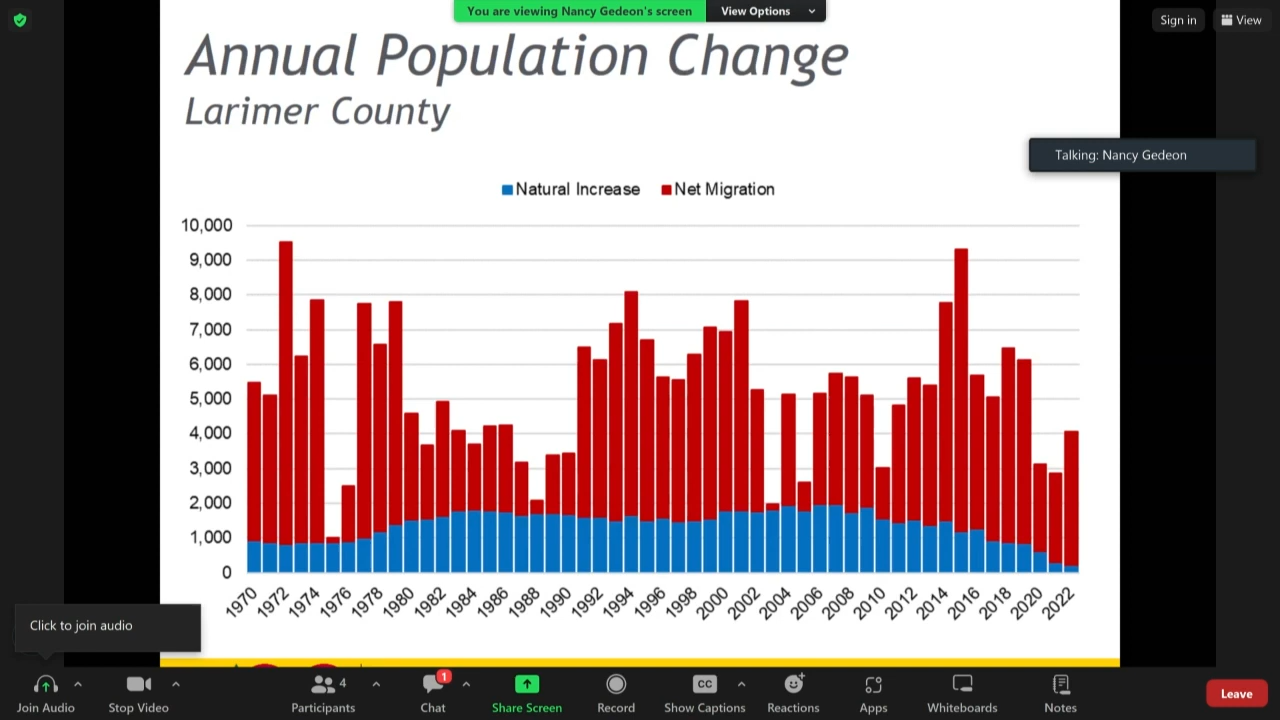 You are viewing Nancy Gedeon's screen
View Options
Sign in
View
Annual Population Change
Larimer County
Talking: Nancy Gedeon
Natural Increase
Net Migration
10,000
9,000
8,000
7,000
6,000
5,000
4,000
3,000
2,000
1,000
0
1970 1972 1974 1976 1978 1980 1982 1984 1986 1988 1990 1992 1994 1996 1998 2000 2002 2004 2006 2008 2010 2012 2014 2016 2018 2020 2022
Click to join audio
Join Audio
Stop Video
Participants
4
Chat
1
Share Screen
Record
CC
Show Captions
Reactions
Apps
Whiteboards
Notes
Leave